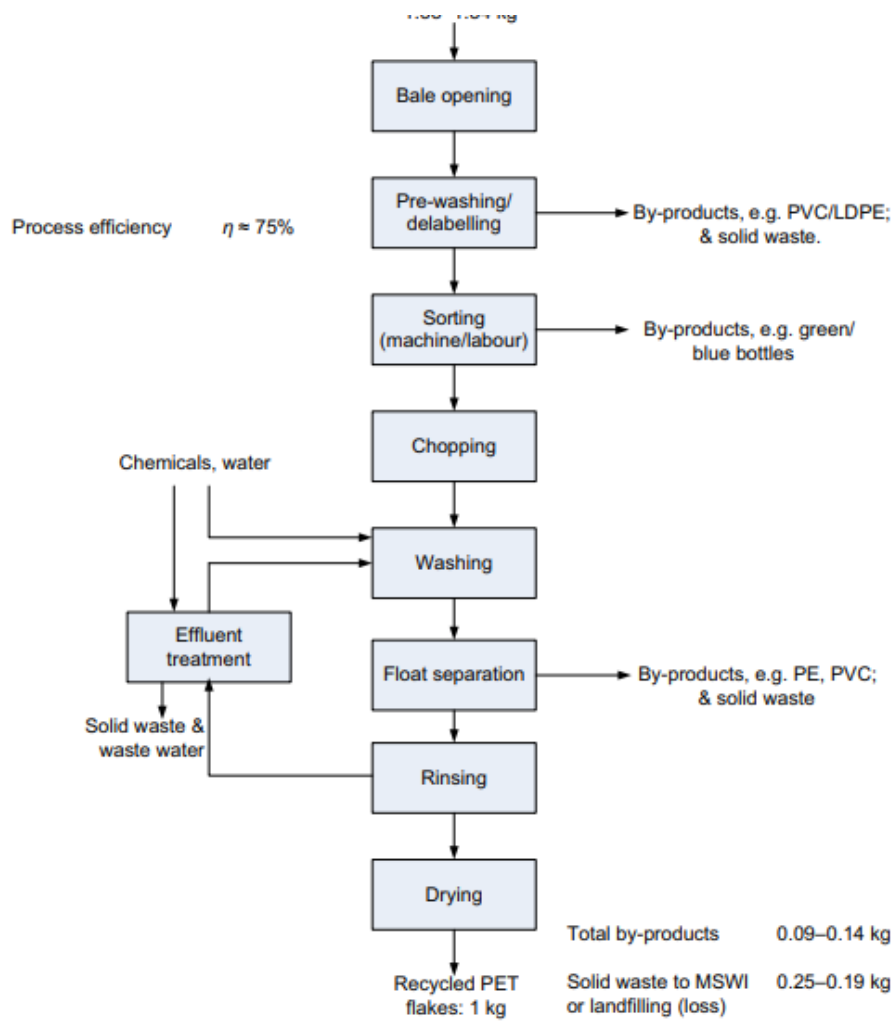 Bale opening
Pre-washing/
delabelling
By-products, e.g. PVC/LDPE;
& solid waste.
Process efficiency η ≈ 75%
Sorting
(machine/labour)
By-products, e.g. green/
blue bottles
Chopping
Chemicals, water
Washing
Effluent
treatment
Float separation
By-products, e.g. PE, PVC;
& solid waste
Solid waste &
waste water
Rinsing
Drying
Total by-products 0.09–0.14 kg
Recycled PET
flakes: 1 kg
Solid waste to MSWI 0.25–0.19 kg
or landfilling (loss)